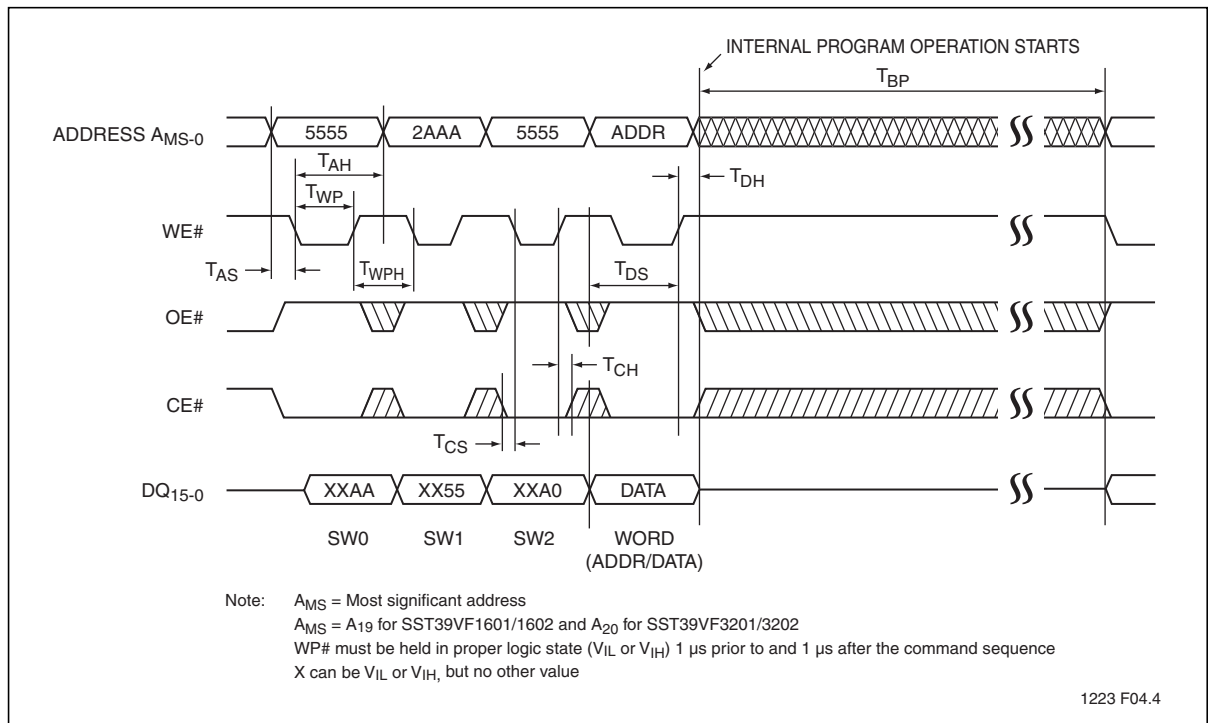 INTERNAL PROGRAM OPERATION STARTS
TBP
ADDRESS AMS-0
5555
2AAA
5555
ADDR
TAH
TDH
TWP
WE#
TAS
TWPH
TDS
OE#
TCH
CE#
TCS
DQ15-0
XXAA
XX55
XXA0
DATA
SW0
SW1
SW2
WORD
(ADDR/DATA)
Note: AMS = Most significant address
AMS = A19 for SST39VF1601/1602 and A20 for SST39VF3201/3202
WP# must be held in proper logic state (VIL or VIH) 1 µs prior to and 1 µs after the command sequence
X can be VIL or VIH, but no other value
1223 F04.4